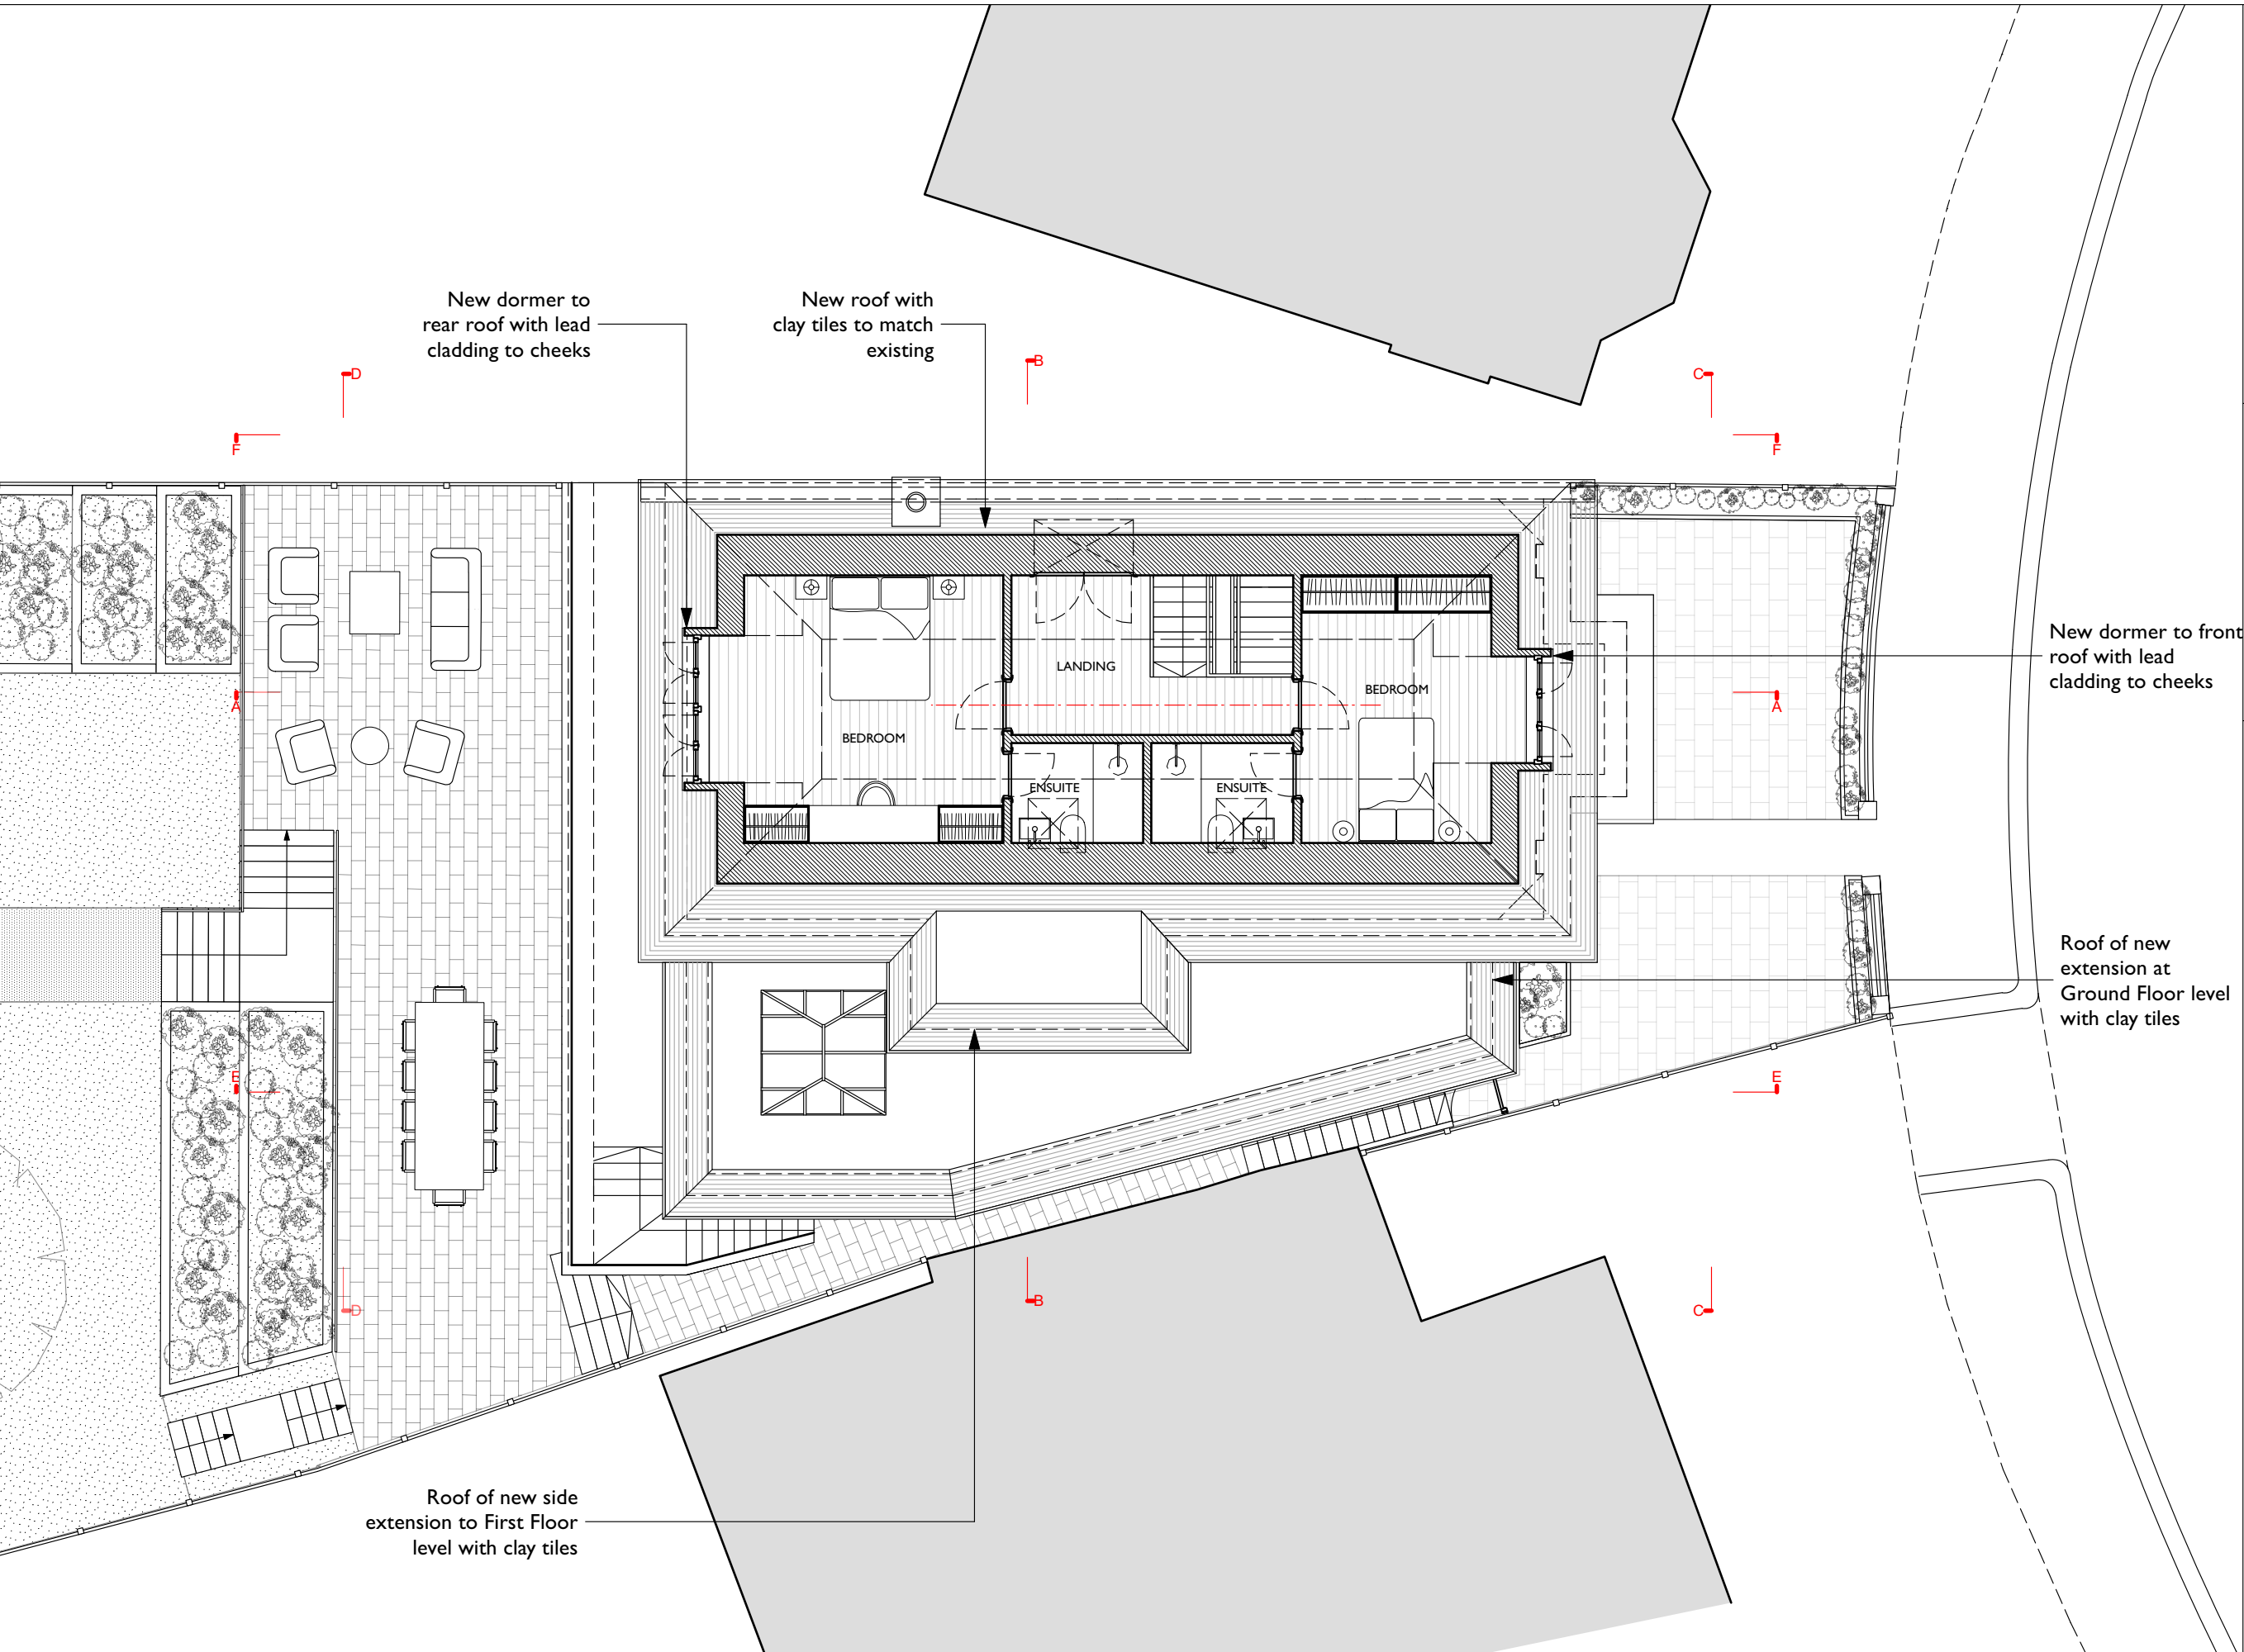 New dormer to
rear roof with lead
cladding to cheeks
New roof with
clay tiles to match
existing
D
B
C
F
F
New dormer to front
roof with lead
cladding to cheeks
LANDING
BEDROOM
A
A
BEDROOM
ENSUITE
ENSUITE
Roof of new
extension at
Ground Floor level
with clay tiles
E
E
D
B
C
Roof of new side
extension to First Floor
level with clay tiles